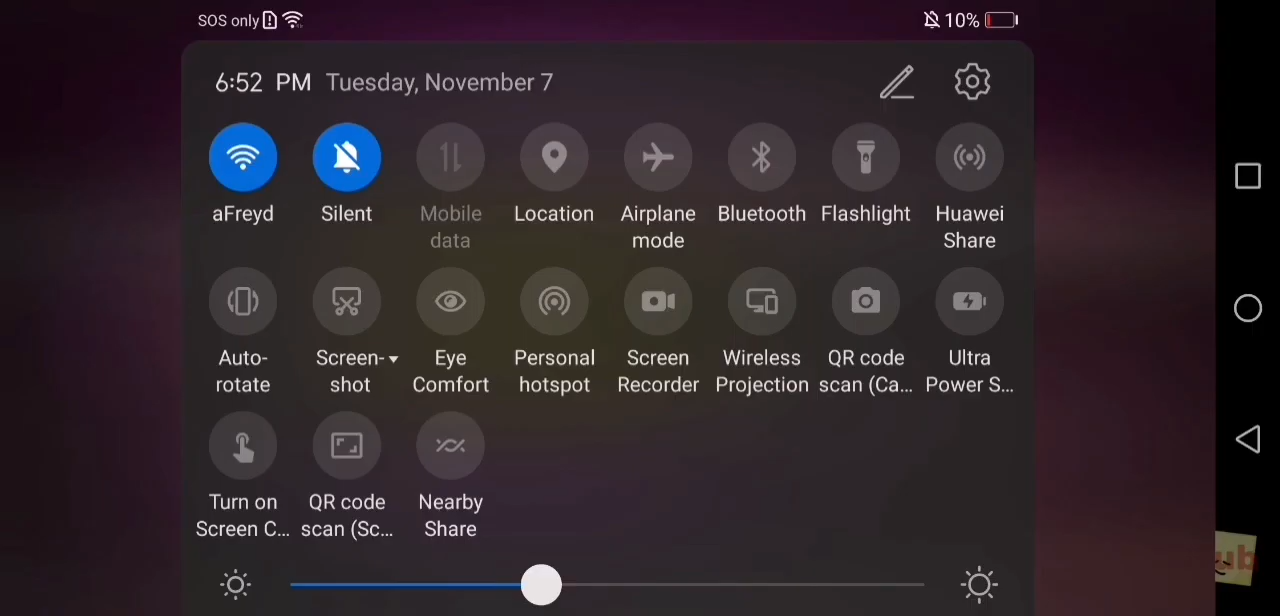 SOS only
10%
6:52 PM Tuesday, November 7
aFreyd Silent Mobile data Location Airplane mode Bluetooth Flashlight Huawei Share
Auto-rotate Screen-shot Eye Comfort Personal hotspot Screen Recorder Wireless Projection QR code scan (Ca... Ultra Power S...
Turn on Screen C... QR code scan (Sc... Nearby Share
ub